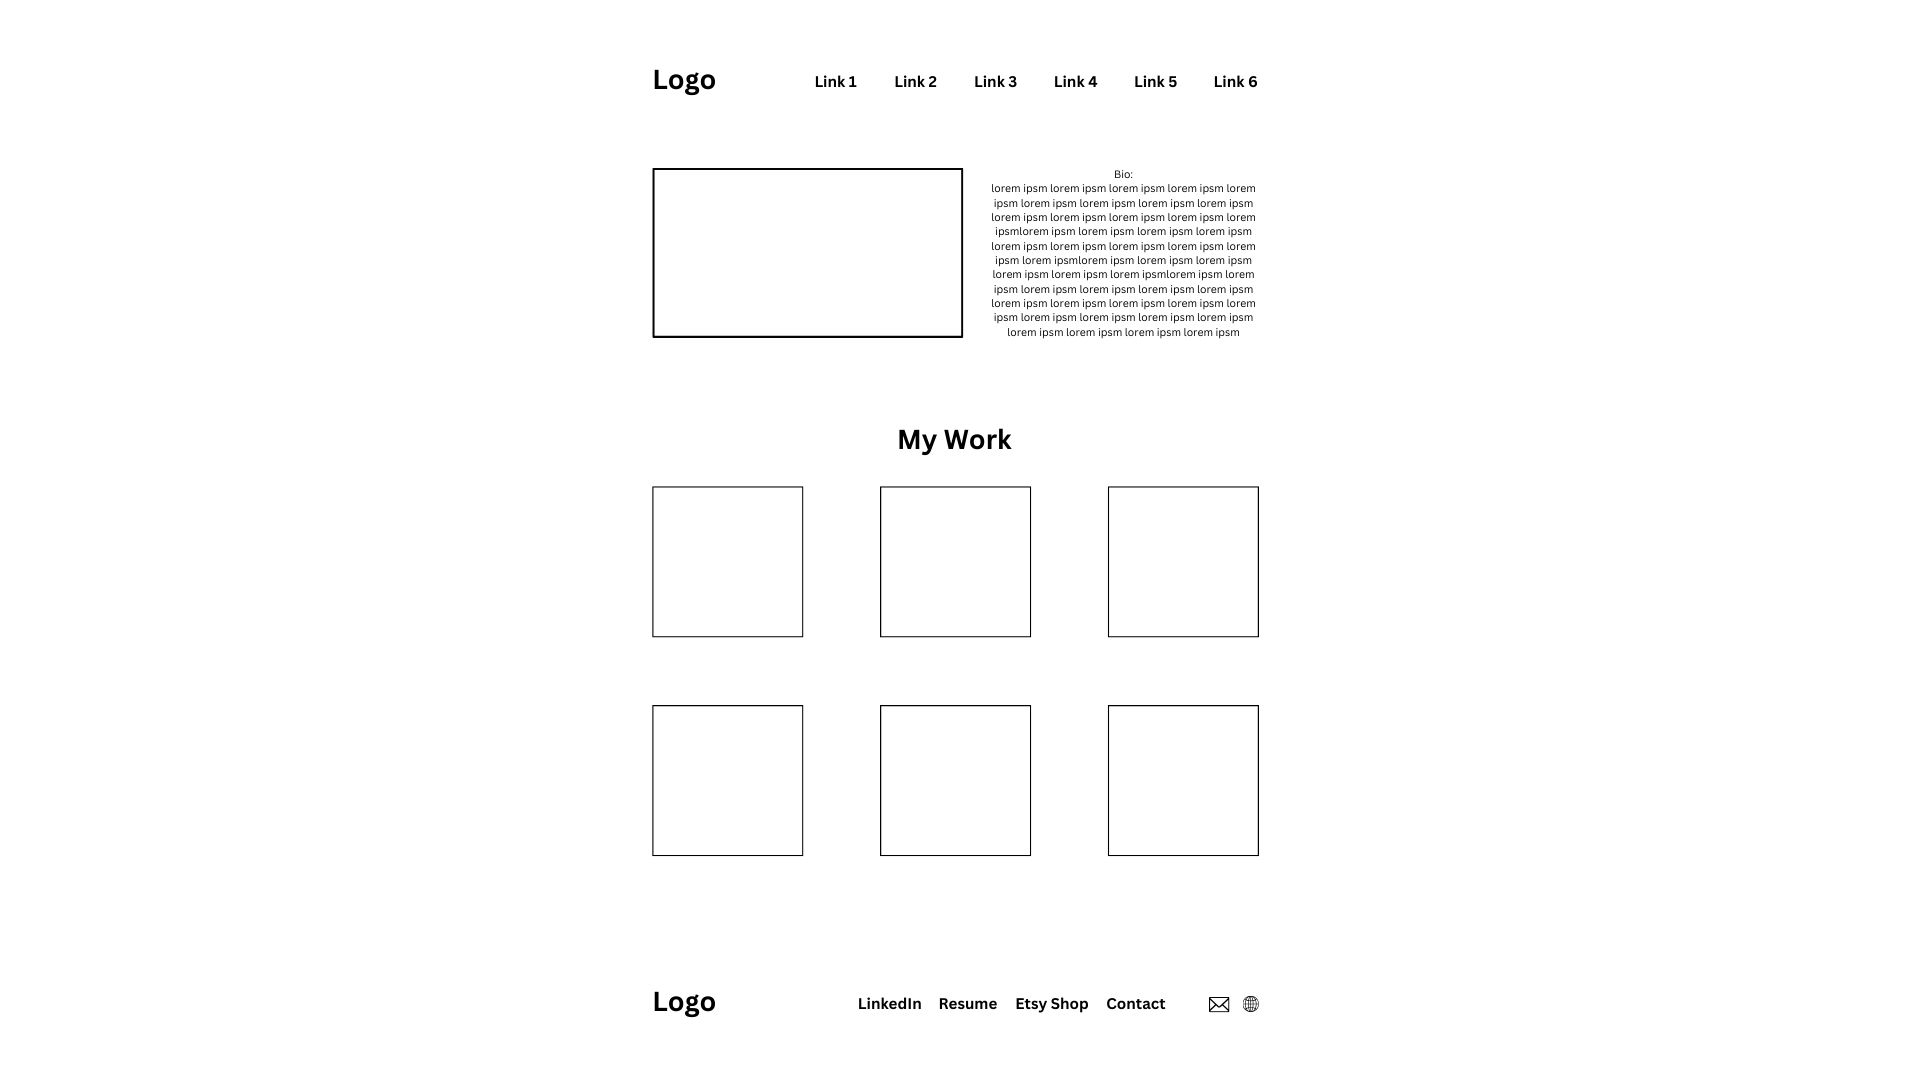 Logo
Link 1 Link 2 Link 3 Link 4 Link 5 Link 6
Bio:
lorem ipsm lorem ipsm lorem ipsm lorem ipsm lorem
ipsm lorem ipsm lorem ipsm lorem ipsm lorem ipsm
lorem ipsm lorem ipsm lorem ipsm lorem ipsm lorem
ipsmlorem ipsm lorem ipsm lorem ipsm lorem ipsm
lorem ipsm lorem ipsm lorem ipsm lorem ipsm lorem
ipsm lorem ipsmlorem ipsm lorem ipsm lorem ipsm
lorem ipsm lorem ipsm lorem ipsmlorem ipsm lorem
ipsm lorem ipsm lorem ipsm lorem ipsm lorem ipsm
lorem ipsm lorem ipsm lorem ipsm lorem ipsm lorem
ipsm lorem ipsm lorem ipsm lorem ipsm lorem ipsm
lorem ipsm lorem ipsm lorem ipsm lorem ipsm
My Work
Logo
LinkedIn Resume Etsy Shop Contact